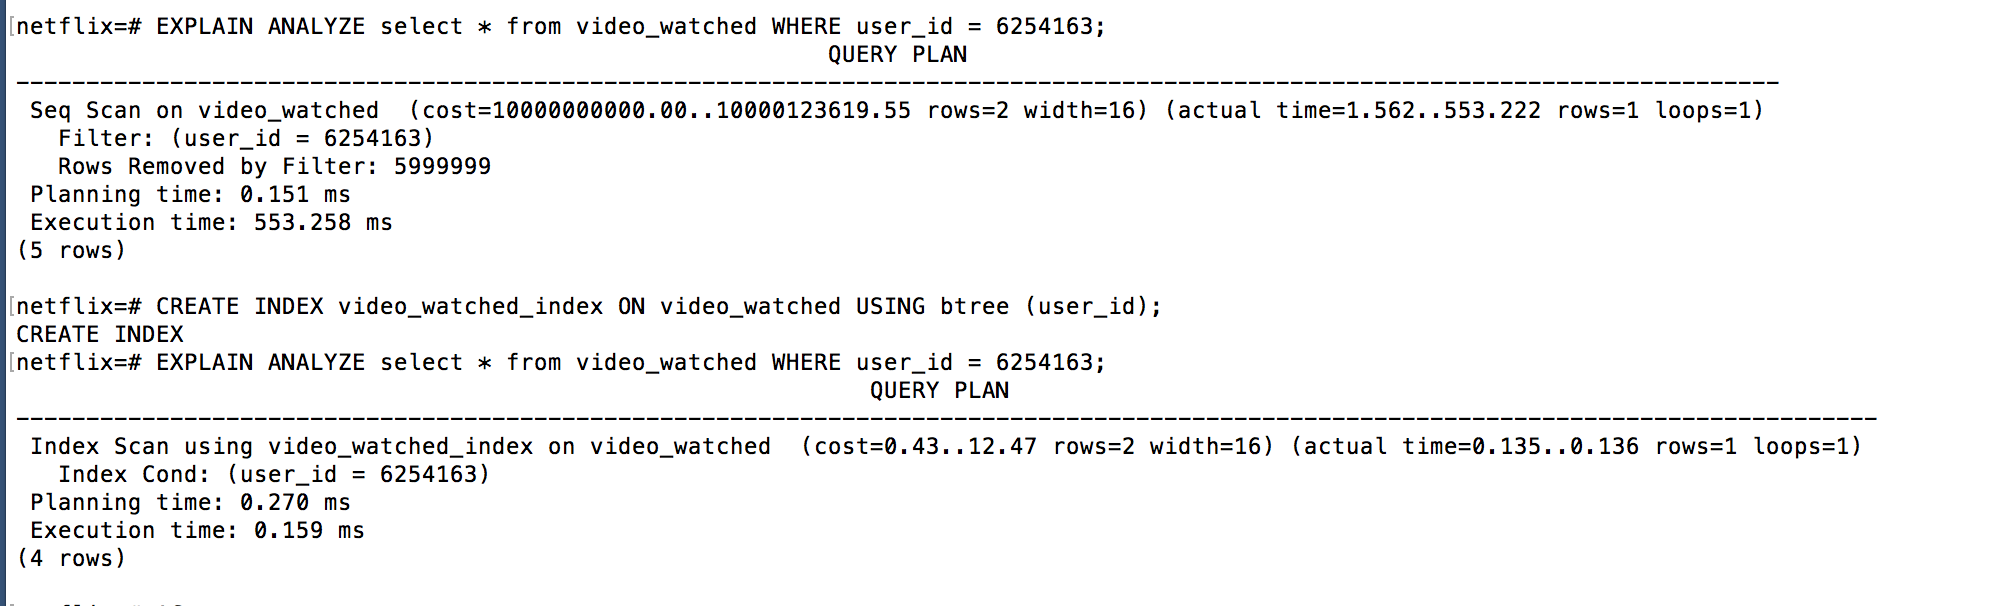 [netflix=# EXPLAIN ANALYZE select * from video_watched WHERE user_id = 6254163;
QUERY PLAN
------------------------------------------------------------------------------------------------------------------------------
Seq Scan on video_watched  (cost=10000000000.00..10000123619.55 rows=2 width=16) (actual time=1.562..553.222 rows=1 loops=1)
Filter: (user_id = 6254163)
Rows Removed by Filter: 5999999
Planning time: 0.151 ms
Execution time: 553.258 ms
(5 rows)
[netflix=# CREATE INDEX video_watched_index ON video_watched USING btree (user_id);
CREATE INDEX
[netflix=# EXPLAIN ANALYZE select * from video_watched WHERE user_id = 6254163;
QUERY PLAN
-------------------------------------------------------------------------------------------------------------------------------------
Index Scan using video_watched_index on video_watched  (cost=0.43..12.47 rows=2 width=16) (actual time=0.135..0.136 rows=1 loops=1)
Index Cond: (user_id = 6254163)
Planning time: 0.270 ms
Execution time: 0.159 ms
(4 rows)